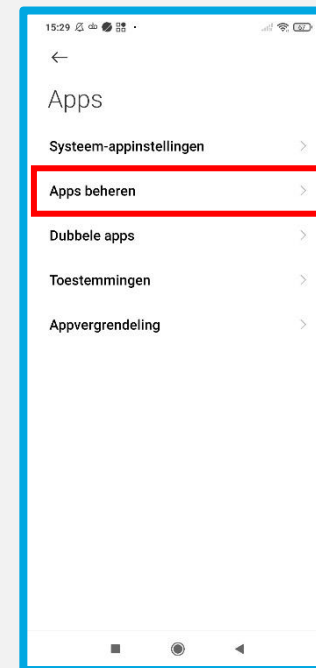 15:29
Apps
Systeem-appinstellingen
Apps beheren
Dubbele apps
Toestemmingen
Appvergrendeling